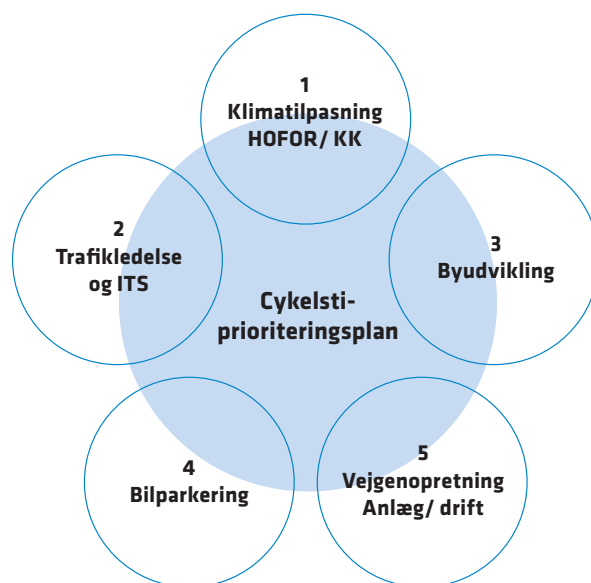 1
Klimatilpasning
HOFOR/ KK
2
Trafikledelse
og ITS
3
Byudvikling
Cykelsti-
prioriteringsplan
4
Bilparkering
5
Vejgenopretning
Anlæg/ drift